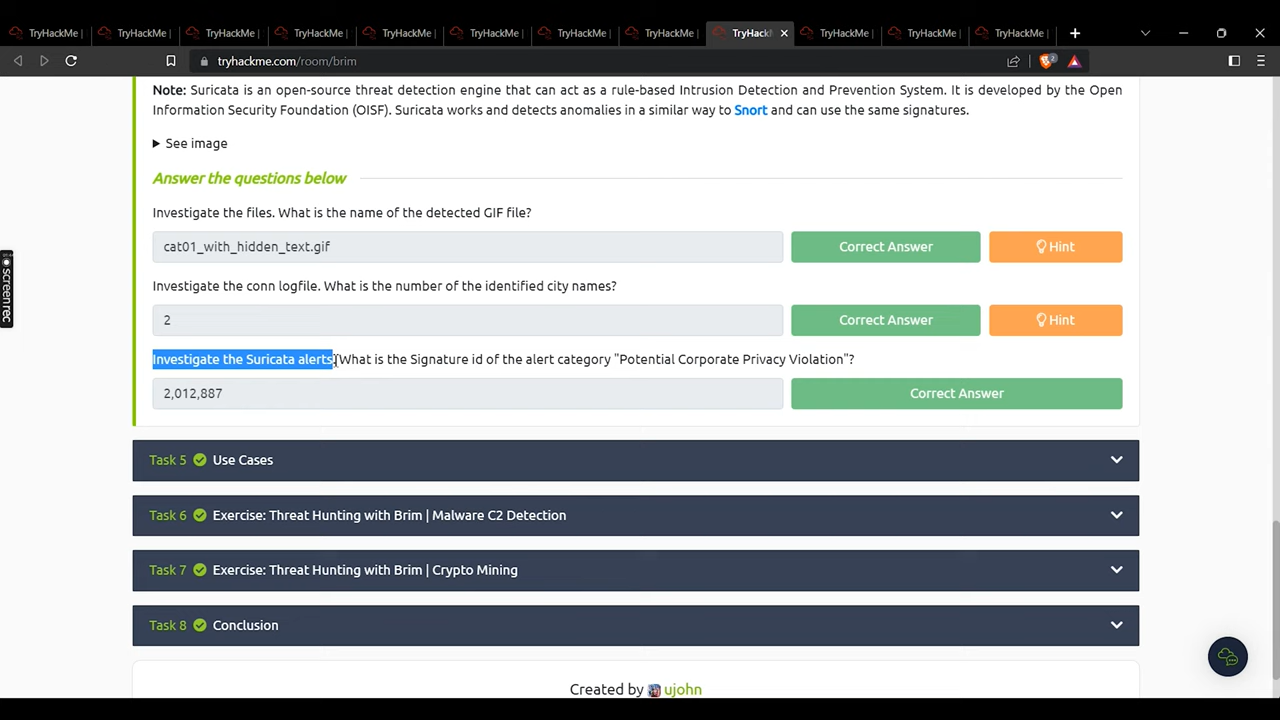 TryHackMe | TryHackMe | TryHackMe | TryHackMe | TryHackMe | TryHackMe | TryHackMe | TryHackMe | TryHackM TryHackMe | TryHackMe | TryHackMe |
tryhackme.com/room/brim 2
Note: Suricata is an open-source threat detection engine that can act as a rule-based Intrusion Detection and Prevention System. It is developed by the Open
Information Security Foundation (OISF). Suricata works and detects anomalies in a similar way to Snort and can use the same signatures.
See image
Answer the questions below
Investigate the files. What is the name of the detected GIF file?
cat01_with_hidden_text.gif Correct Answer Hint
Investigate the conn logfile. What is the number of the identified city names?
2 Correct Answer Hint
Investigate the Suricata alerts. What is the Signature id of the alert category "Potential Corporate Privacy Violation"?
2,012,887 Correct Answer
Task 5 Use Cases
Task 6 Exercise: Threat Hunting with Brim | Malware C2 Detection
Task 7 Exercise: Threat Hunting with Brim | Crypto Mining
Task 8 Conclusion
Created by ujohn
screen rec